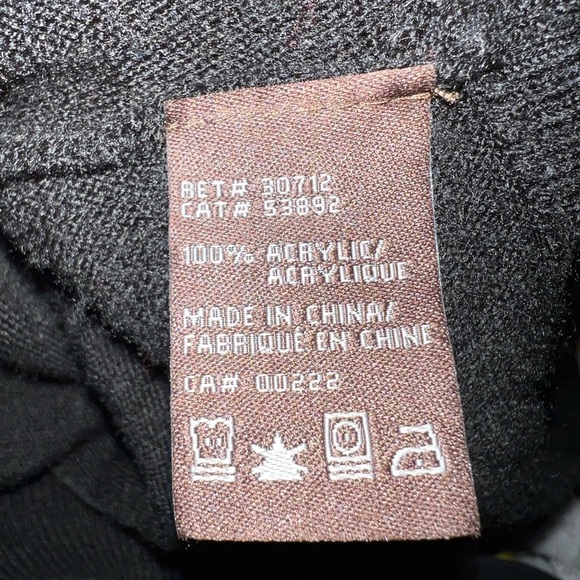 RET# 30712
CAT# 53892
100% ACRYLIC/
ACRYLIQUE
MADE IN CHINA/
FABRIQUÉ EN CHINE
CA# 00222